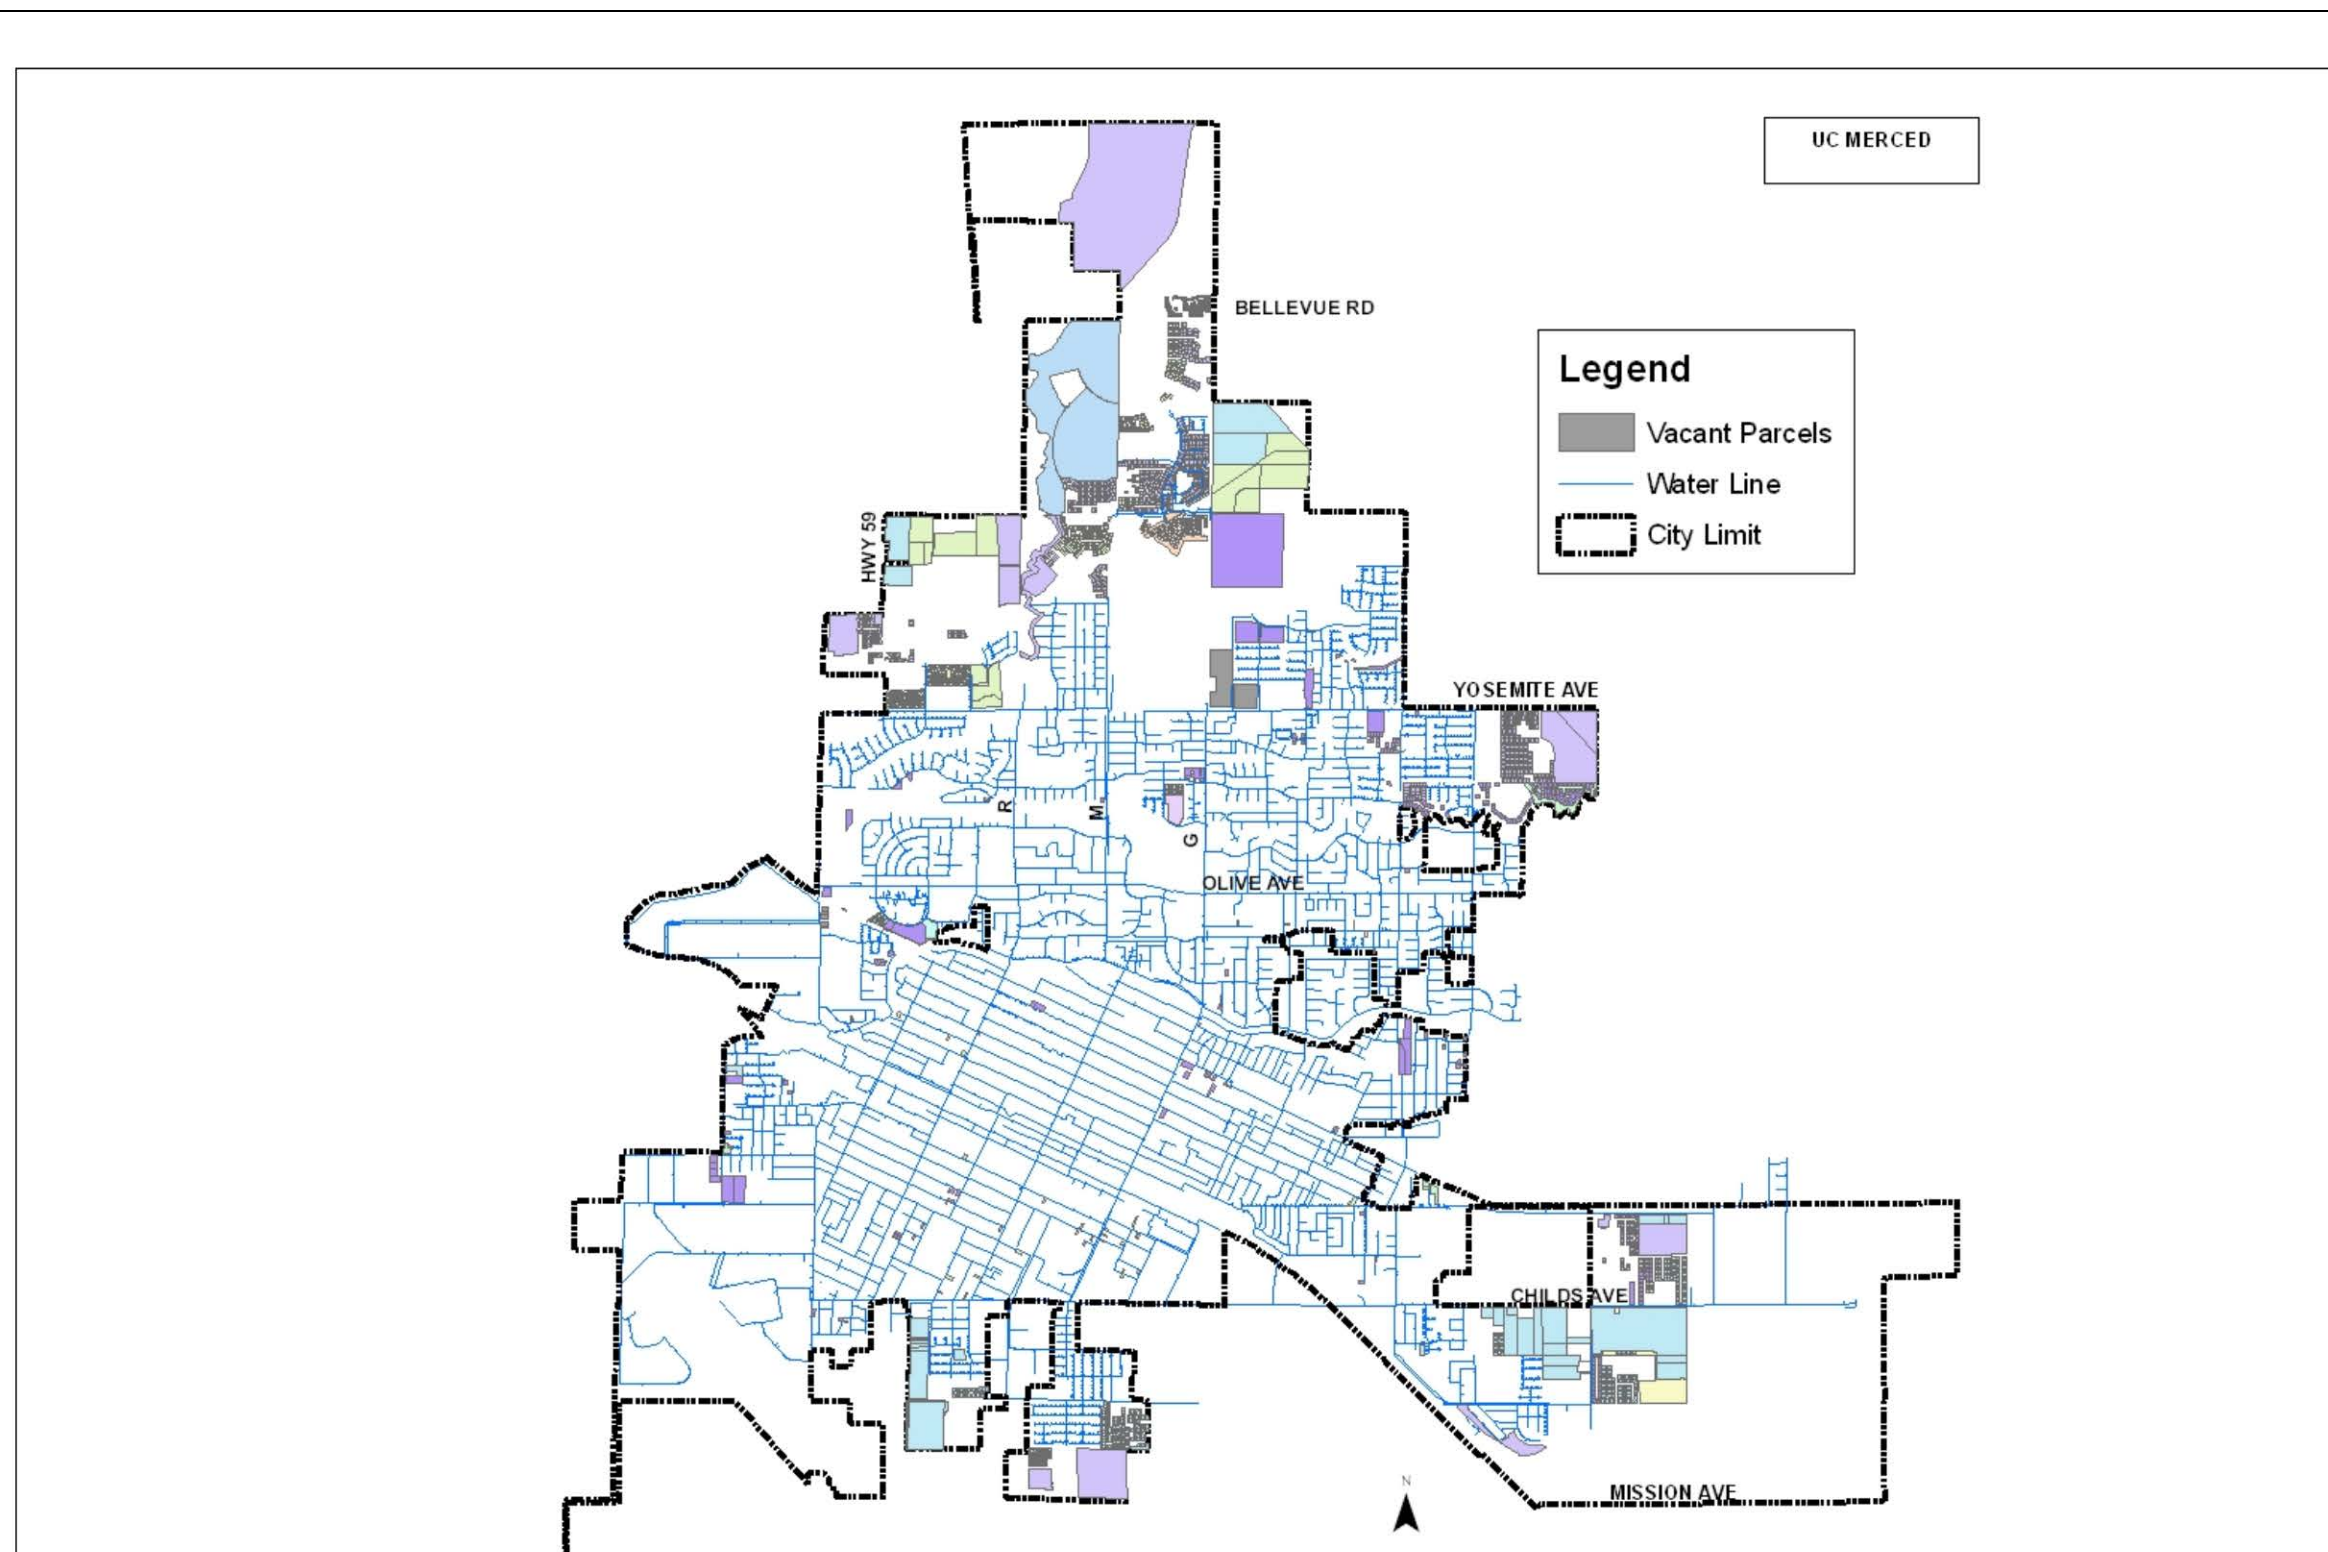 UC MERCED
BELLEVUE RD
Legend
Vacant Parcels
Water Line
City Limit
HWY 59
YOSEMITE AVE
R
M
G
OLIVE AVE
CHILDS AVE
N
MISSION AVE